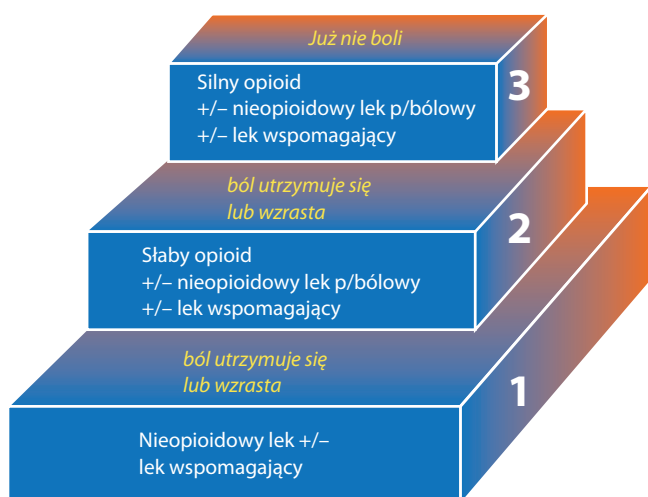 Już nie boli
Silny opioid
+/– nieopioidowy lek p/bólowy
+/– lek wspomagający
3
ból utrzymuje się
lub wzrasta
Słaby opioid
+/– nieopioidowy lek p/bólowy
+/– lek wspomagający
2
ból utrzymuje się
lub wzrasta
Nieopioidowy lek +/–
lek wspomagający
1